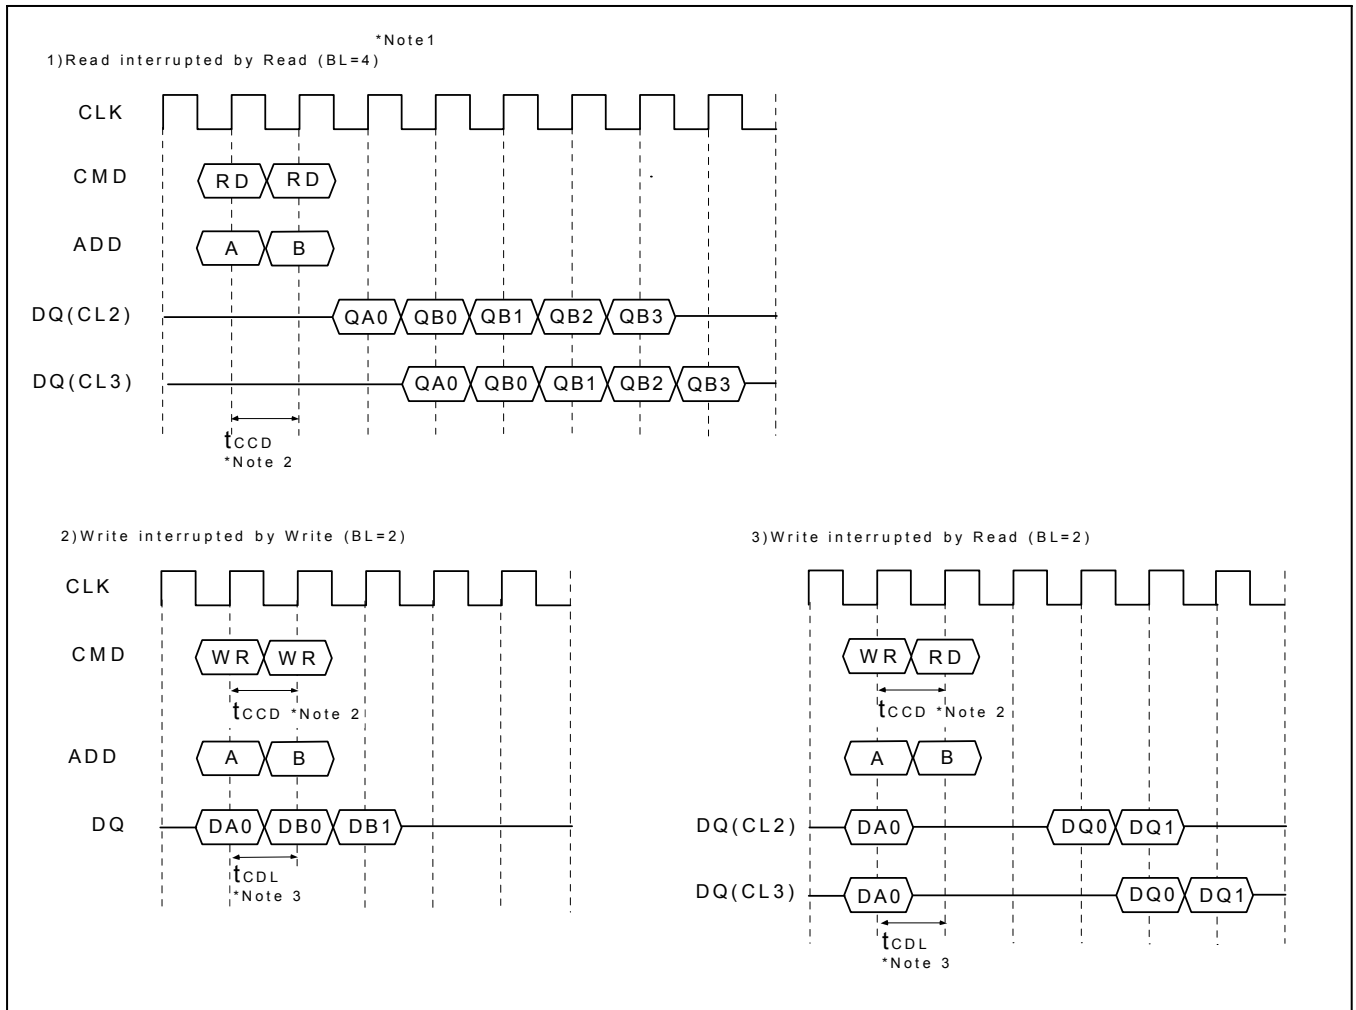 *Note1
1)Read interrupted by Read (BL=4)
CLK
CMD RD RD
ADD A B
DQ(CL2) QA0 QB0 QB1 QB2 QB3
DQ(CL3) QA0 QB0 QB1 QB2 QB3
tCCD
*Note 2
2)Write interrupted by Write (BL=2)
CLK
CMD WR WR
tCCD *Note 2
ADD A B
DQ DA0 DB0 DB1
tCDL
*Note 3
3)Write interrupted by Read (BL=2)
WR RD
tCCD *Note 2
A B
DQ(CL2) DA0 DQ0 DQ1
DQ(CL3) DA0 DQ0 DQ1
tCDL
*Note 3